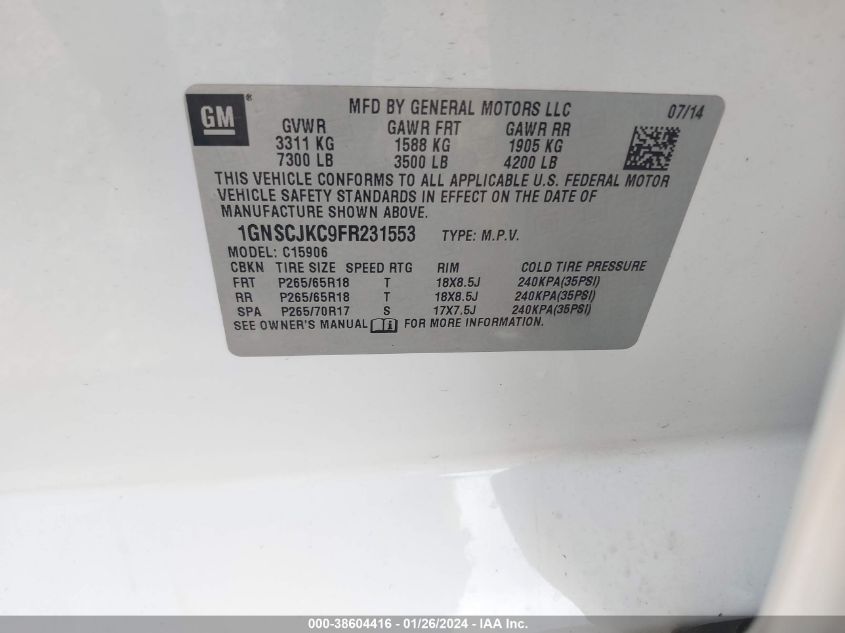 GM®
MFD BY GENERAL MOTORS LLC 07/14
GVWR GAWR FRT GAWR RR
3311 KG 1588 KG 1905 KG
7300 LB 3500 LB 4200 LB
THIS VEHICLE CONFORMS TO ALL APPLICABLE U.S. FEDERAL MOTOR
VEHICLE SAFETY STANDARDS IN EFFECT ON THE DATE OF
MANUFACTURE SHOWN ABOVE.
1GNSCJKC9FR231553 TYPE: M.P.V.
MODEL: C15906
CBKN TIRE SIZE SPEED RTG RIM COLD TIRE PRESSURE
FRT P265/65R18 T 18X8.5J 240KPA(35PSI)
RR P265/65R18 T 18X8.5J 240KPA(35PSI)
SPA P265/70R17 S 17X7.5J 240KPA(35PSI)
SEE OWNER'S MANUAL FOR MORE INFORMATION.
000-38604416 - 01/26/2024 - IAA Inc.